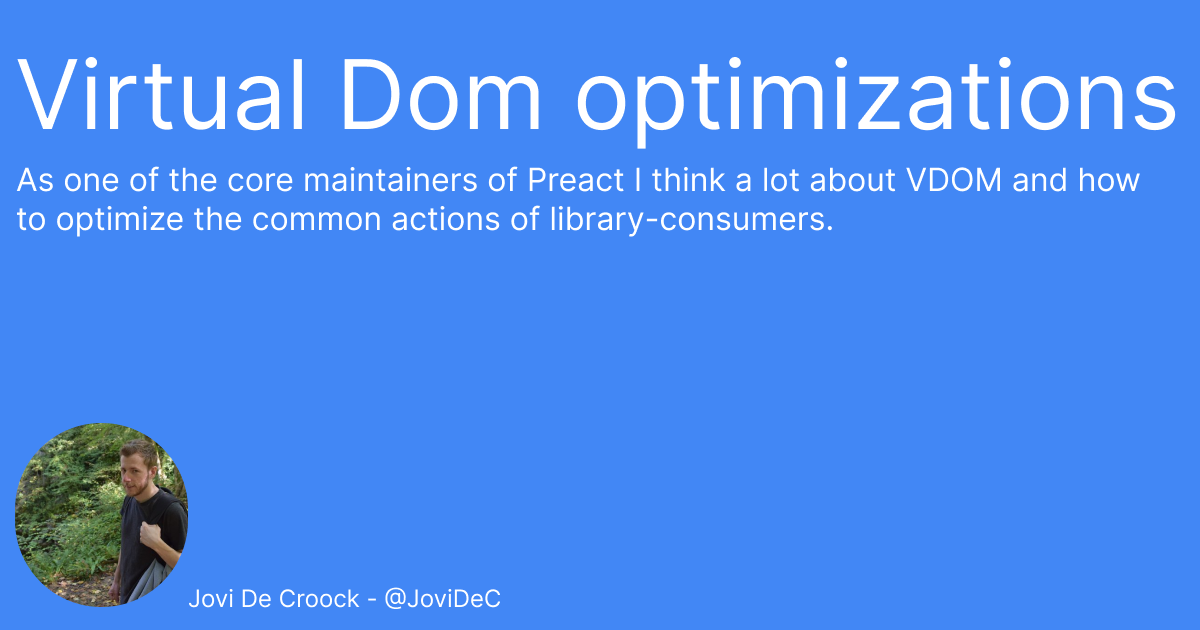 Virtual Dom optimizations
As one of the core maintainers of Preact I think a lot about VDOM and how
to optimize the common actions of library-consumers.
Jovi De Croock - @JoviDeC